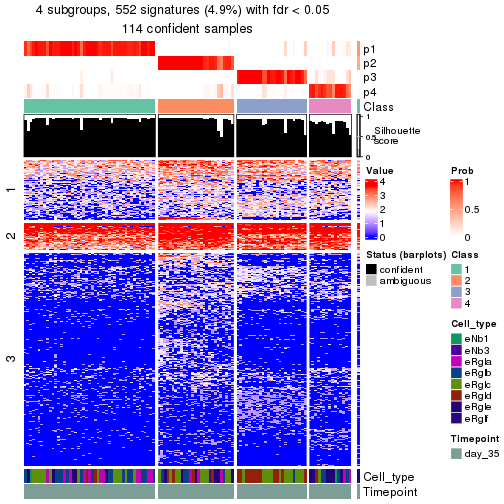 4 subgroups, 552 signatures (4.9%) with fdr < 0.05
114 confident samples
p1
p2
p3
p4
Class
1
0.5
0
Silhouette
score
1
2
3
Cell_type
Timepoint
Value
4
3
2
1
0
Prob
1
0.5
0
Status (barplots)
confident
ambiguous
Class
1
2
3
4
Cell_type
eNb1
eNb3
eRgla
eRglb
eRglc
eRgld
eRgle
eRglf
Timepoint
day_35